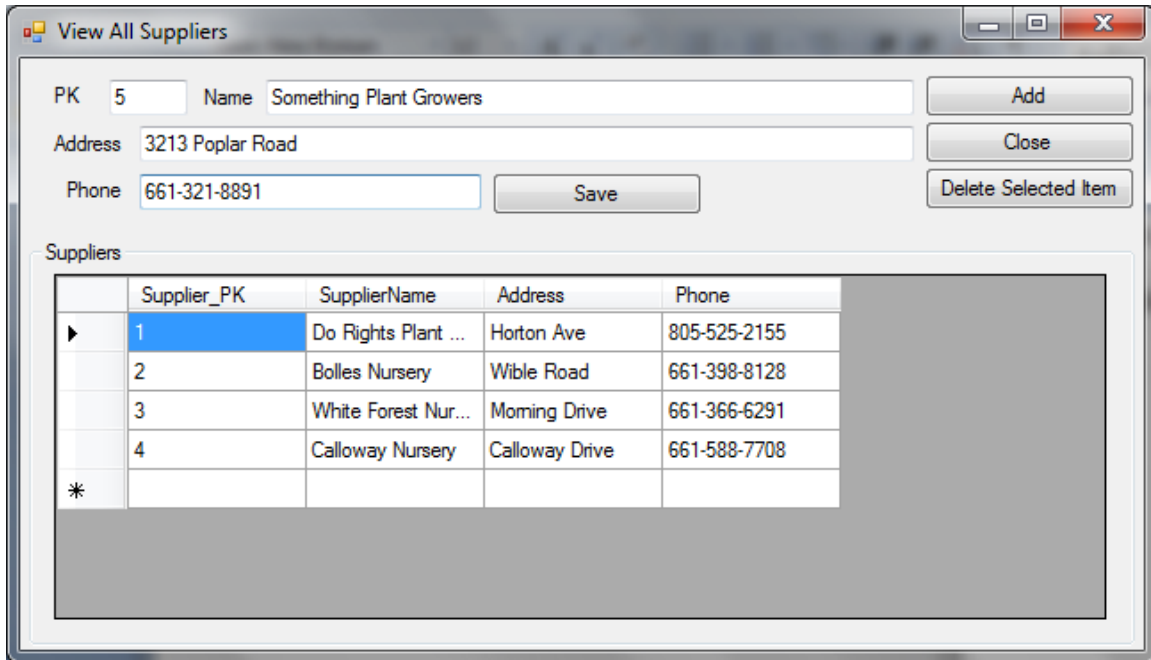 View All Suppliers
PK 5 Name Something Plant Growers Add
Address 3213 Poplar Road Close
Phone 661-321-8891 Save Delete Selected Item
Suppliers
Supplier_PK SupplierName Address Phone
1 Do Rights Plant ... Horton Ave 805-525-2155
2 Bolles Nursery Wible Road 661-398-8128
3 White Forest Nur... Morning Drive 661-366-6291
4 Calloway Nursery Calloway Drive 661-588-7708